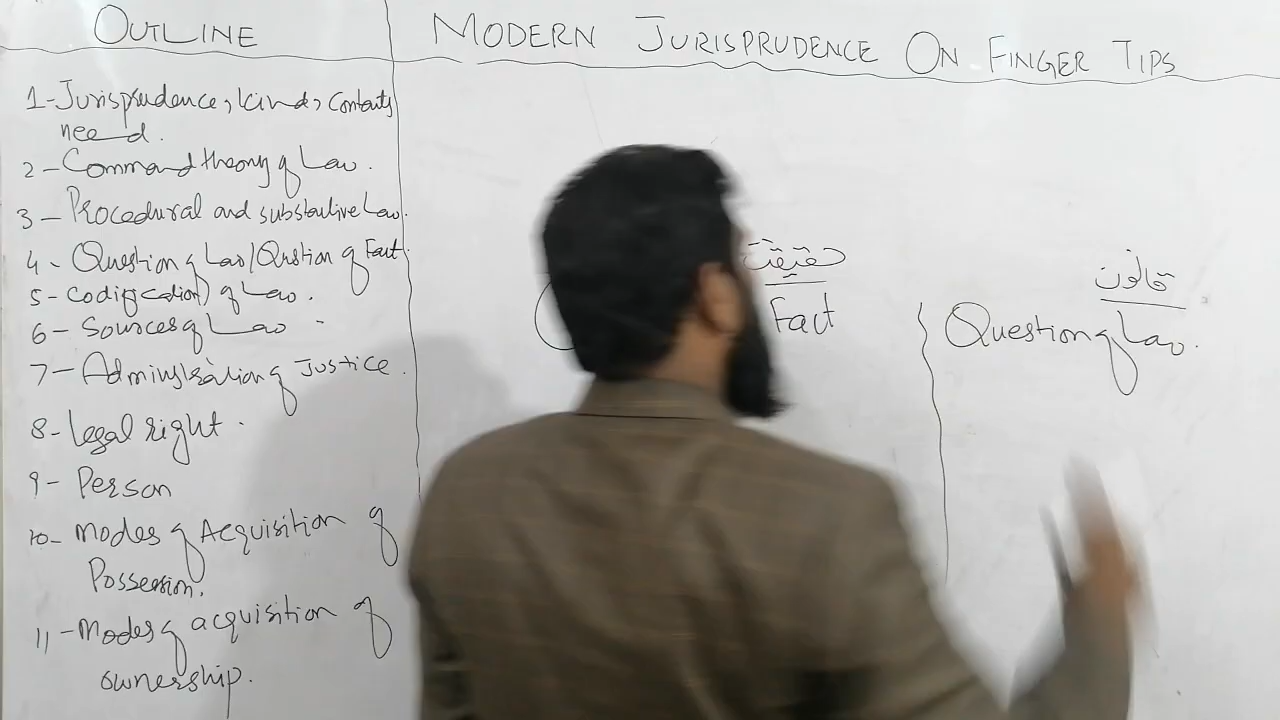 OUTLINE
MODERN JURISPRUDENCE ON FINGER TIPS
1-Jurisprudence, kinds, contents
need.
2-Command theory of Law.
3-Procedural and substantive Law.
4-Question of Law/Qustion of Fact.
5-codification of Law.
6-Sources of Law
7-Administration of Justice.
8-Legal right.
9-Person
10-Modes of Acquisition of
Possession.
11-Modes of acquisition of
ownership.
حقیقت
Fact
قانون
Question of Law.